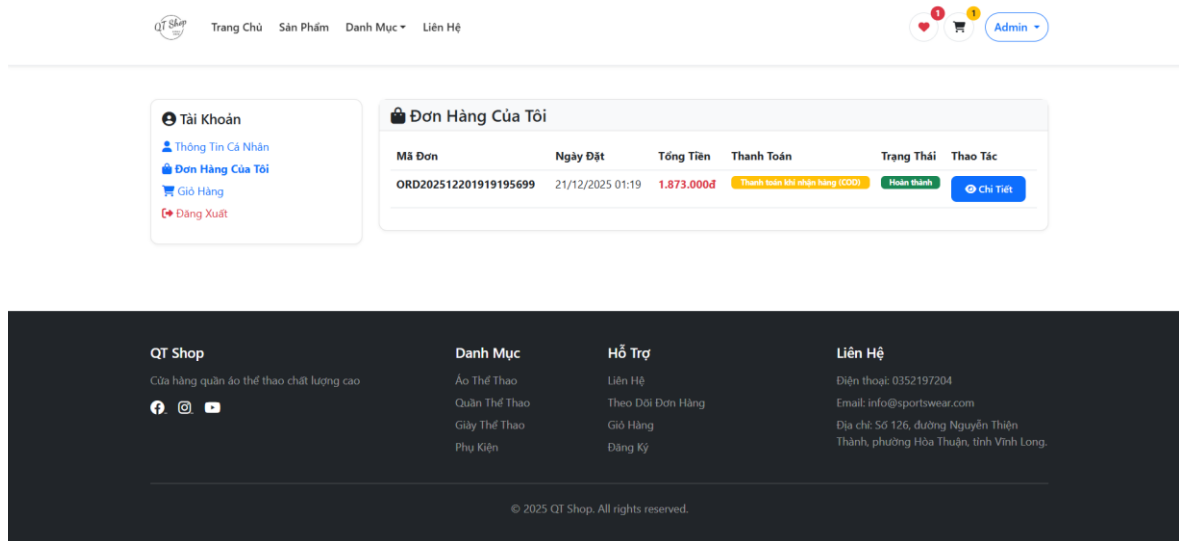 QT Shop
Trang Chủ Sản Phẩm Danh Mục Liên Hệ
1 1 Admin
Tài Khoản
Thông Tin Cá Nhân
Đơn Hàng Của Tôi
Giỏ Hàng
Đăng Xuất
Đơn Hàng Của Tôi
Mã Đơn Ngày Đặt Tổng Tiền Thanh Toán Trạng Thái Thao Tác
ORD202512201919195699 21/12/2025 01:19 1.873.000đ Thanh toán khi nhận hàng (COD) Hoàn thành Chi Tiết
QT Shop
Cửa hàng quần áo thể thao chất lượng cao
Danh Mục
Áo Thể Thao
Quần Thể Thao
Giày Thể Thao
Phụ Kiện
Hỗ Trợ
Liên Hệ
Theo Dõi Đơn Hàng
Giỏ Hàng
Đăng Ký
Liên Hệ
Điện thoại: 0352197204
Email: info@sportswear.com
Địa chỉ: Số 126, đường Nguyễn Thiện
Thành, phường Hòa Thuận, tỉnh Vĩnh Long.
© 2025 QT Shop. All rights reserved.